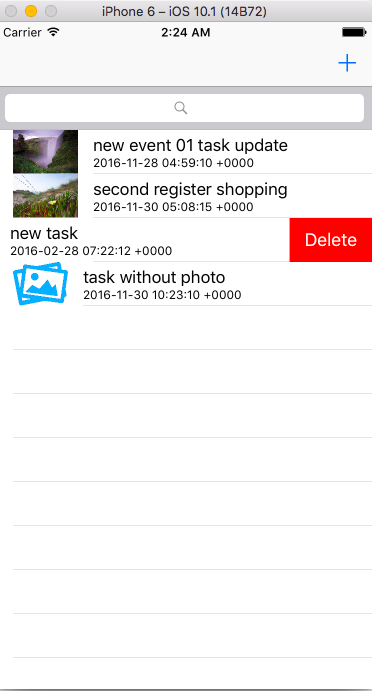 iPhone 6 – iOS 10.1 (14B72)
Carrier 2:24 AM
new event 01 task update
2016-11-28 04:59:10 +0000
second register shopping
2016-11-30 05:08:15 +0000
new task
2016-02-28 07:22:12 +0000
Delete
task without photo
2016-11-30 10:23:10 +0000